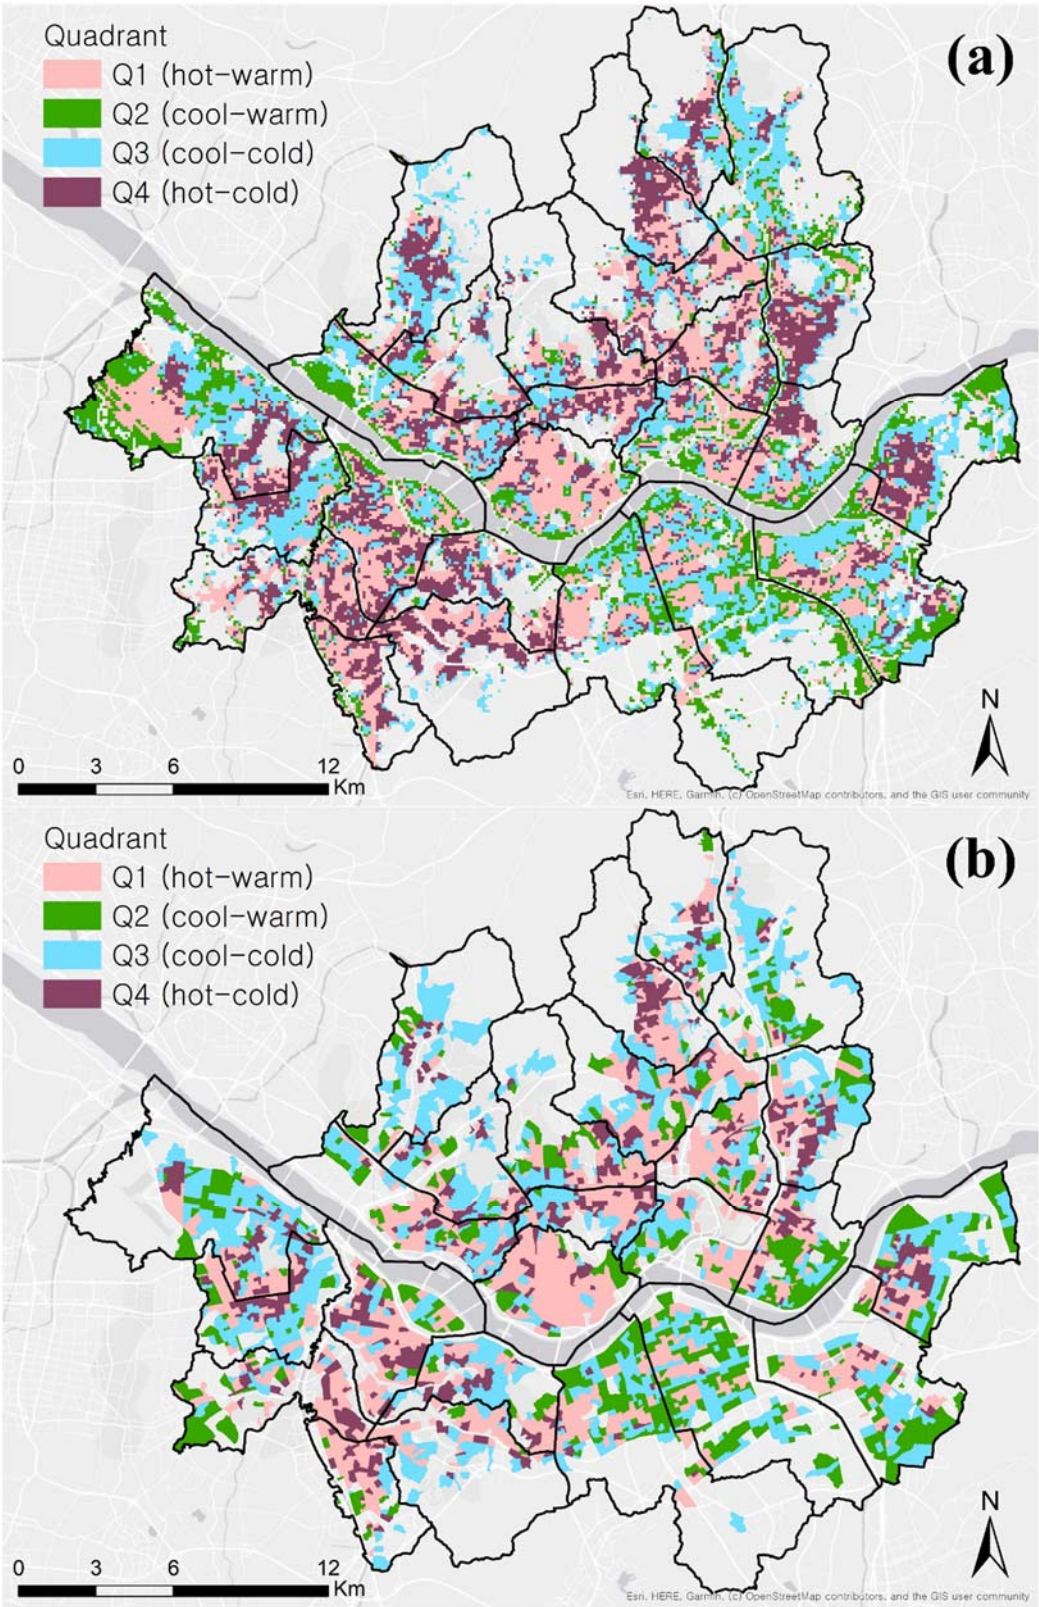 Quadrant
(a)
Q1 (hot-warm)
Q2 (cool-warm)
Q3 (cool-cold)
Q4 (hot-cold)
N
0 3 6 12
Km
Esri, HERE, Garmin, (c) OpenStreetMap contributors, and the GIS user community
Quadrant
(b)
Q1 (hot-warm)
Q2 (cool-warm)
Q3 (cool-cold)
Q4 (hot-cold)
N
0 3 6 12
Km
Esri, HERE, Garmin, (c) OpenStreetMap contributors, and the GIS user community